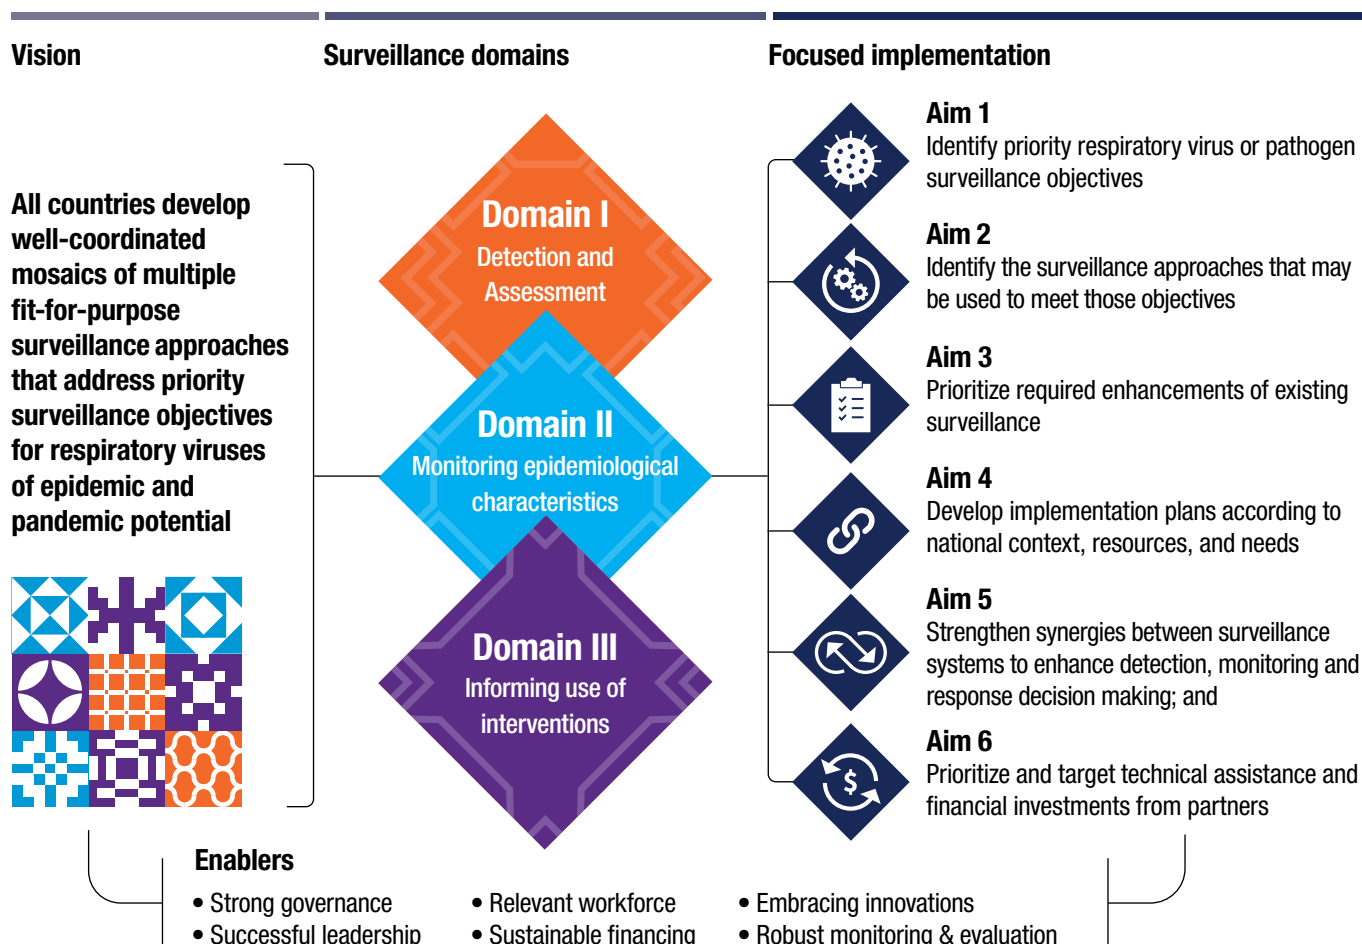 Vision
Surveillance domains
Focused implementation
All countries develop
well-coordinated
mosaics of multiple
fit-for-purpose
surveillance approaches
that address priority
surveillance objectives
for respiratory viruses
of epidemic and
pandemic potential
Domain I
Detection and
Assessment
Domain II
Monitoring epidemiological
characteristics
Domain III
Informing use of
interventions
Aim 1
Identify priority respiratory virus or pathogen
surveillance objectives
Aim 2
Identify the surveillance approaches that may
be used to meet those objectives
Aim 3
Prioritize required enhancements of existing
surveillance
Aim 4
Develop implementation plans according to
national context, resources, and needs
Aim 5
Strengthen synergies between surveillance
systems to enhance detection, monitoring and
response decision making; and
Aim 6
$
Prioritize and target technical assistance and
financial investments from partners
Enablers
• Strong governance
• Successful leadership
• Relevant workforce
• Sustainable financing
• Embracing innovations
• Robust monitoring & evaluation